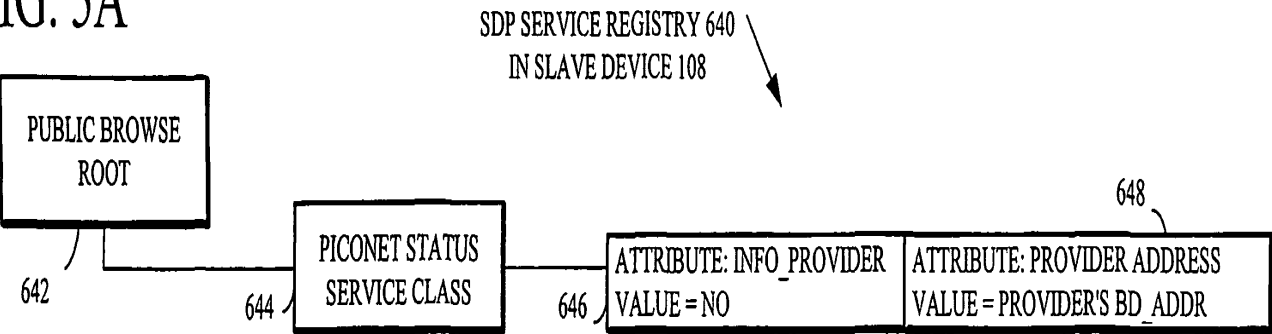 FIG. 5A
SDP SERVICE REGISTRY 640
IN SLAVE DEVICE 108
PUBLIC BROWSE
ROOT
648
PICONET STATUS
SERVICE CLASS
ATTRIBUTE: INFO_PROVIDER
VALUE = NO
ATTRIBUTE: PROVIDER ADDRESS
VALUE = PROVIDER'S BD_ADDR
642
644
646